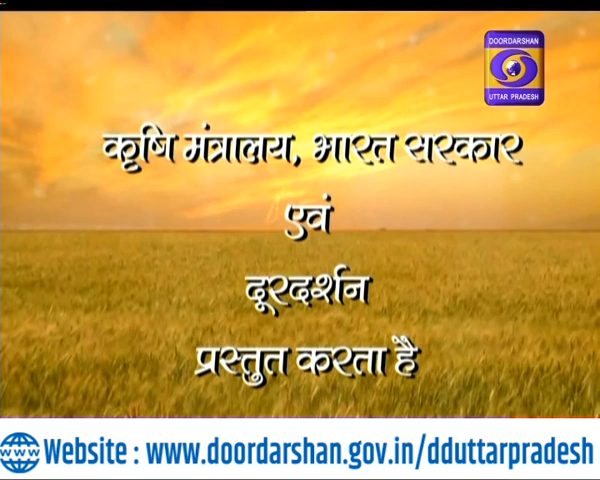 DOORDARSHAN
UTTAR PRADESH
कृषि मंत्रालय, भारत सरकार
एवं
दूरदर्शन
प्रस्तुत करता है
Website : www.doordarshan.gov.in/dduttarpradesh